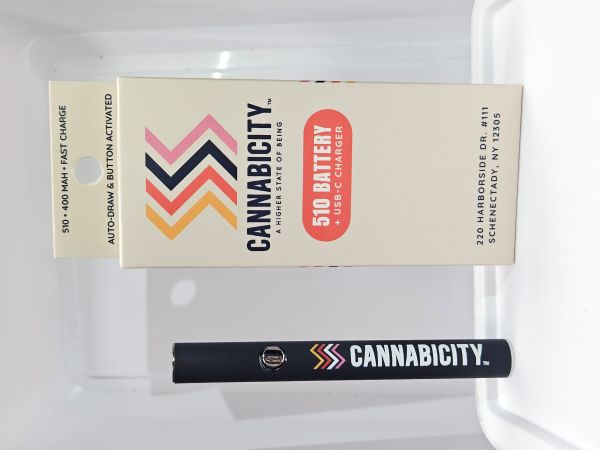 510 • 400 MAH • FAST CHARGE
AUTO-DRAW & BUTTON ACTIVATED
CANNABICITY™
A HIGHER STATE OF BEING
510 BATTERY
+ USB-C CHARGER
220 HARBORSIDE DR. #111
SCHENECTADY, NY 12305
CANNABICITY™